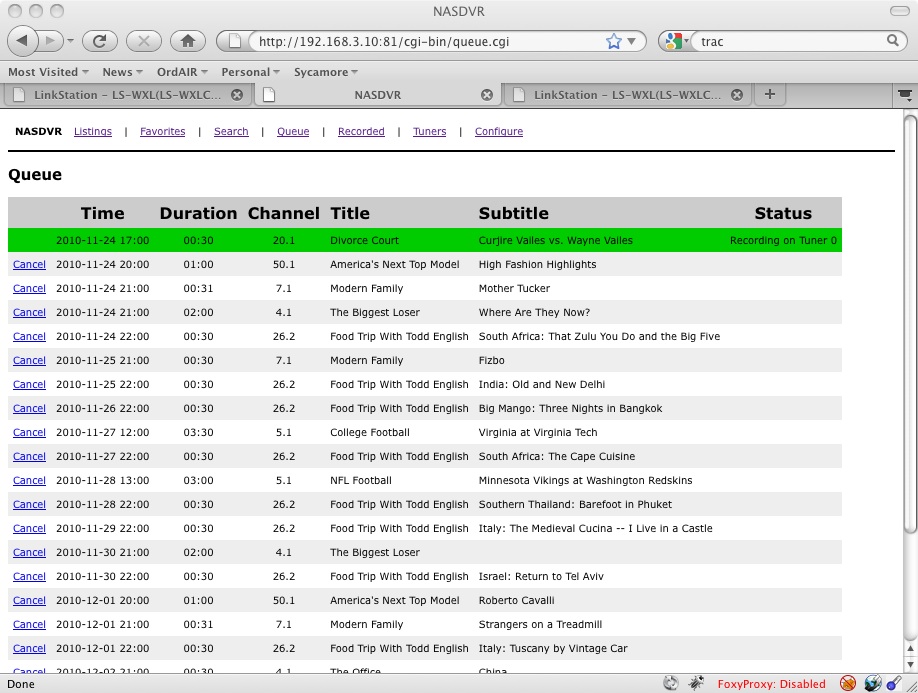 NASDVR
http://192.168.3.10:81/cgi-bin/queue.cgi trac
Most Visited News OrdAIR Personal Sycamore
LinkStation - LS-WXL(LS-WXLC... NASDVR LinkStation - LS-WXL(LS-WXLC... +
NASDVR Listings | Favorites | Search | Queue | Recorded | Tuners | Configure
Queue
Time Duration Channel Title Subtitle Status
2010-11-24 17:00 00:30 20.1 Divorce Court Curjire Vailes vs. Wayne Vailes Recording on Tuner 0
Cancel 2010-11-24 20:00 01:00 50.1 America's Next Top Model High Fashion Highlights
Cancel 2010-11-24 21:00 00:31 7.1 Modern Family Mother Tucker
Cancel 2010-11-24 21:00 02:00 4.1 The Biggest Loser Where Are They Now?
Cancel 2010-11-24 22:00 00:30 26.2 Food Trip With Todd English South Africa: That Zulu You Do and the Big Five
Cancel 2010-11-25 21:00 00:30 7.1 Modern Family Fizbo
Cancel 2010-11-25 22:00 00:30 26.2 Food Trip With Todd English India: Old and New Delhi
Cancel 2010-11-26 22:00 00:30 26.2 Food Trip With Todd English Big Mango: Three Nights in Bangkok
Cancel 2010-11-27 12:00 03:30 5.1 College Football Virginia at Virginia Tech
Cancel 2010-11-27 22:00 00:30 26.2 Food Trip With Todd English South Africa: The Cape Cuisine
Cancel 2010-11-28 13:00 03:00 5.1 NFL Football Minnesota Vikings at Washington Redskins
Cancel 2010-11-28 22:00 00:30 26.2 Food Trip With Todd English Southern Thailand: Barefoot in Phuket
Cancel 2010-11-29 22:00 00:30 26.2 Food Trip With Todd English Italy: The Medieval Cucina -- I Live in a Castle
Cancel 2010-11-30 21:00 02:00 4.1 The Biggest Loser
Cancel 2010-11-30 22:00 00:30 26.2 Food Trip With Todd English Israel: Return to Tel Aviv
Cancel 2010-12-01 20:00 01:00 50.1 America's Next Top Model Roberto Cavalli
Cancel 2010-12-01 21:00 00:31 7.1 Modern Family Strangers on a Treadmill
Cancel 2010-12-01 22:00 00:30 26.2 Food Trip With Todd English Italy: Tuscany by Vintage Car
Cancel 2010-12-02 21:00 00:30 4.1 The Office China
Done FoxyProxy: Disabled